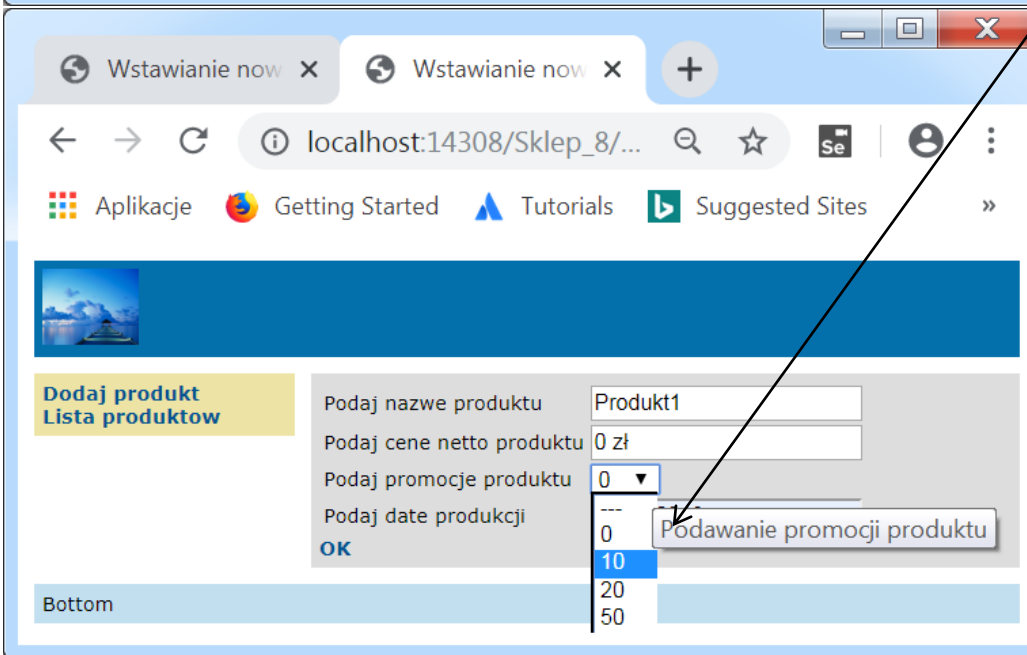 Wstawianie now
Wstawianie now
localhost:14308/Sklep_8/...
Se
Aplikacje
Getting Started
Tutorials
Suggested Sites
»
Dodaj produkt
Lista produktow
Podaj nazwe produktu
Produkt1
Podaj cene netto produktu
0 zł
Podaj promocje produktu
0
Podaj date produkcji
OK
---
0
10
20
50
Podawanie promocji produktu
Bottom